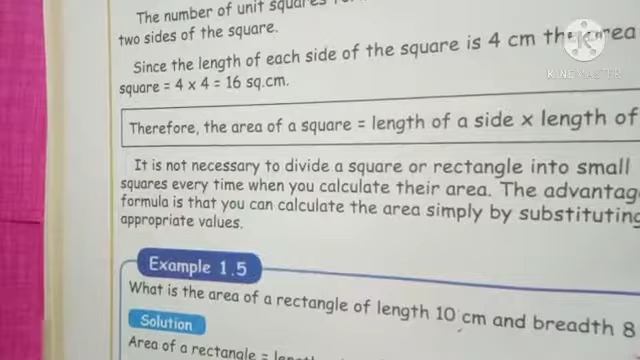 The number of unit squares
two sides of the square.
Since the length of each side of the square is 4 cm the area
square = 4 x 4 = 16 sq.cm.
Therefore, the area of a square = length of a side x length of
It is not necessary to divide a square or rectangle into small
squares every time when you calculate their area. The advantag
formula is that you can calculate the area simply by substituting
appropriate values.
Example 1.5
What is the area of a rectangle of length 10 cm and breadth 8
Solution
Area of a rectangle =
KINEMASTER